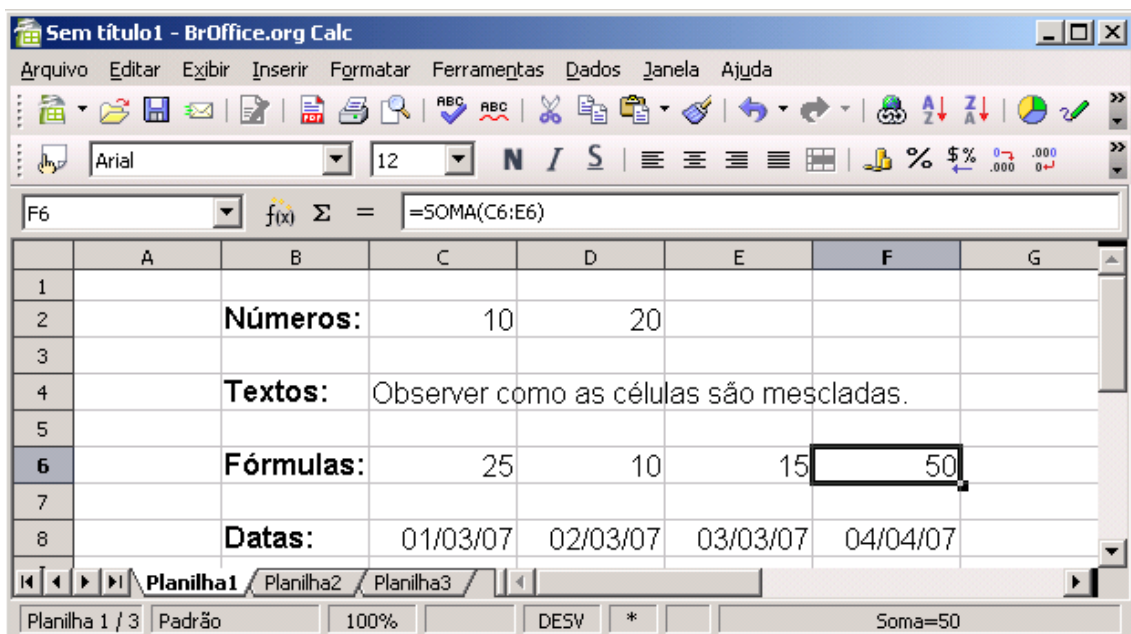 Sem título1 - BrOffice.org Calc
Arquivo Editar Exibir Inserir Formatar Ferramentas Dados Janela Ajuda
Arial 12 N I S
F6 f(x) Σ = =SOMA(C6:E6)
A B C D E F G
1
2 Números: 10 20
3
4 Textos: Observer como as células são mescladas.
5
6 Fórmulas: 25 10 15 50
7
8 Datas: 01/03/07 02/03/07 03/03/07 04/04/07
Planilha1 Planilha2 Planilha3
Planilha 1 / 3 Padrão 100% DESV * Soma=50